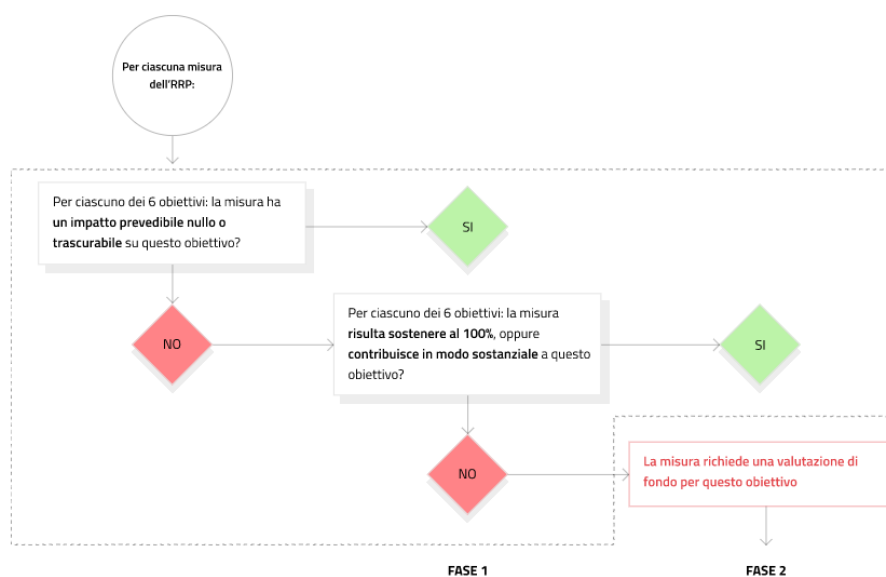 Per ciascuna misura
dell'RRP:
Per ciascuno dei 6 obiettivi: la misura ha
un impatto prevedibile nullo o
trascurabile su questo obiettivo?
SI
NO
Per ciascuno dei 6 obiettivi: la misura
risulta sostenere al 100%, oppure
contribuisce in modo sostanziale a questo
obiettivo?
SI
NO
La misura richiede una valutazione di
fondo per questo obiettivo
FASE 1
FASE 2